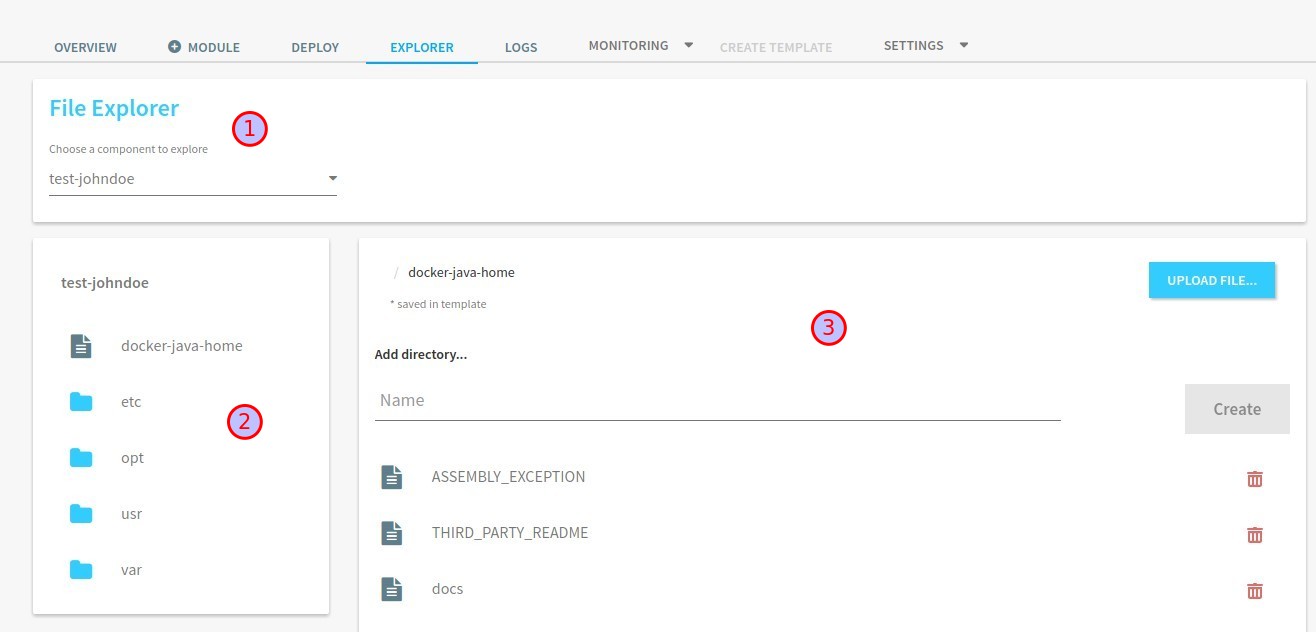 OVERVIEW MODULE DEPLOY EXPLORER LOGS MONITORING CREATE TEMPLATE SETTINGS
File Explorer
1
Choose a component to explore
test-johndoe
test-johndoe
docker-java-home
etc
2
opt
usr
var
/ docker-java-home
UPLOAD FILE...
* saved in template
3
Add directory...
Name
Create
ASSEMBLY_EXCEPTION
THIRD_PARTY_README
docs